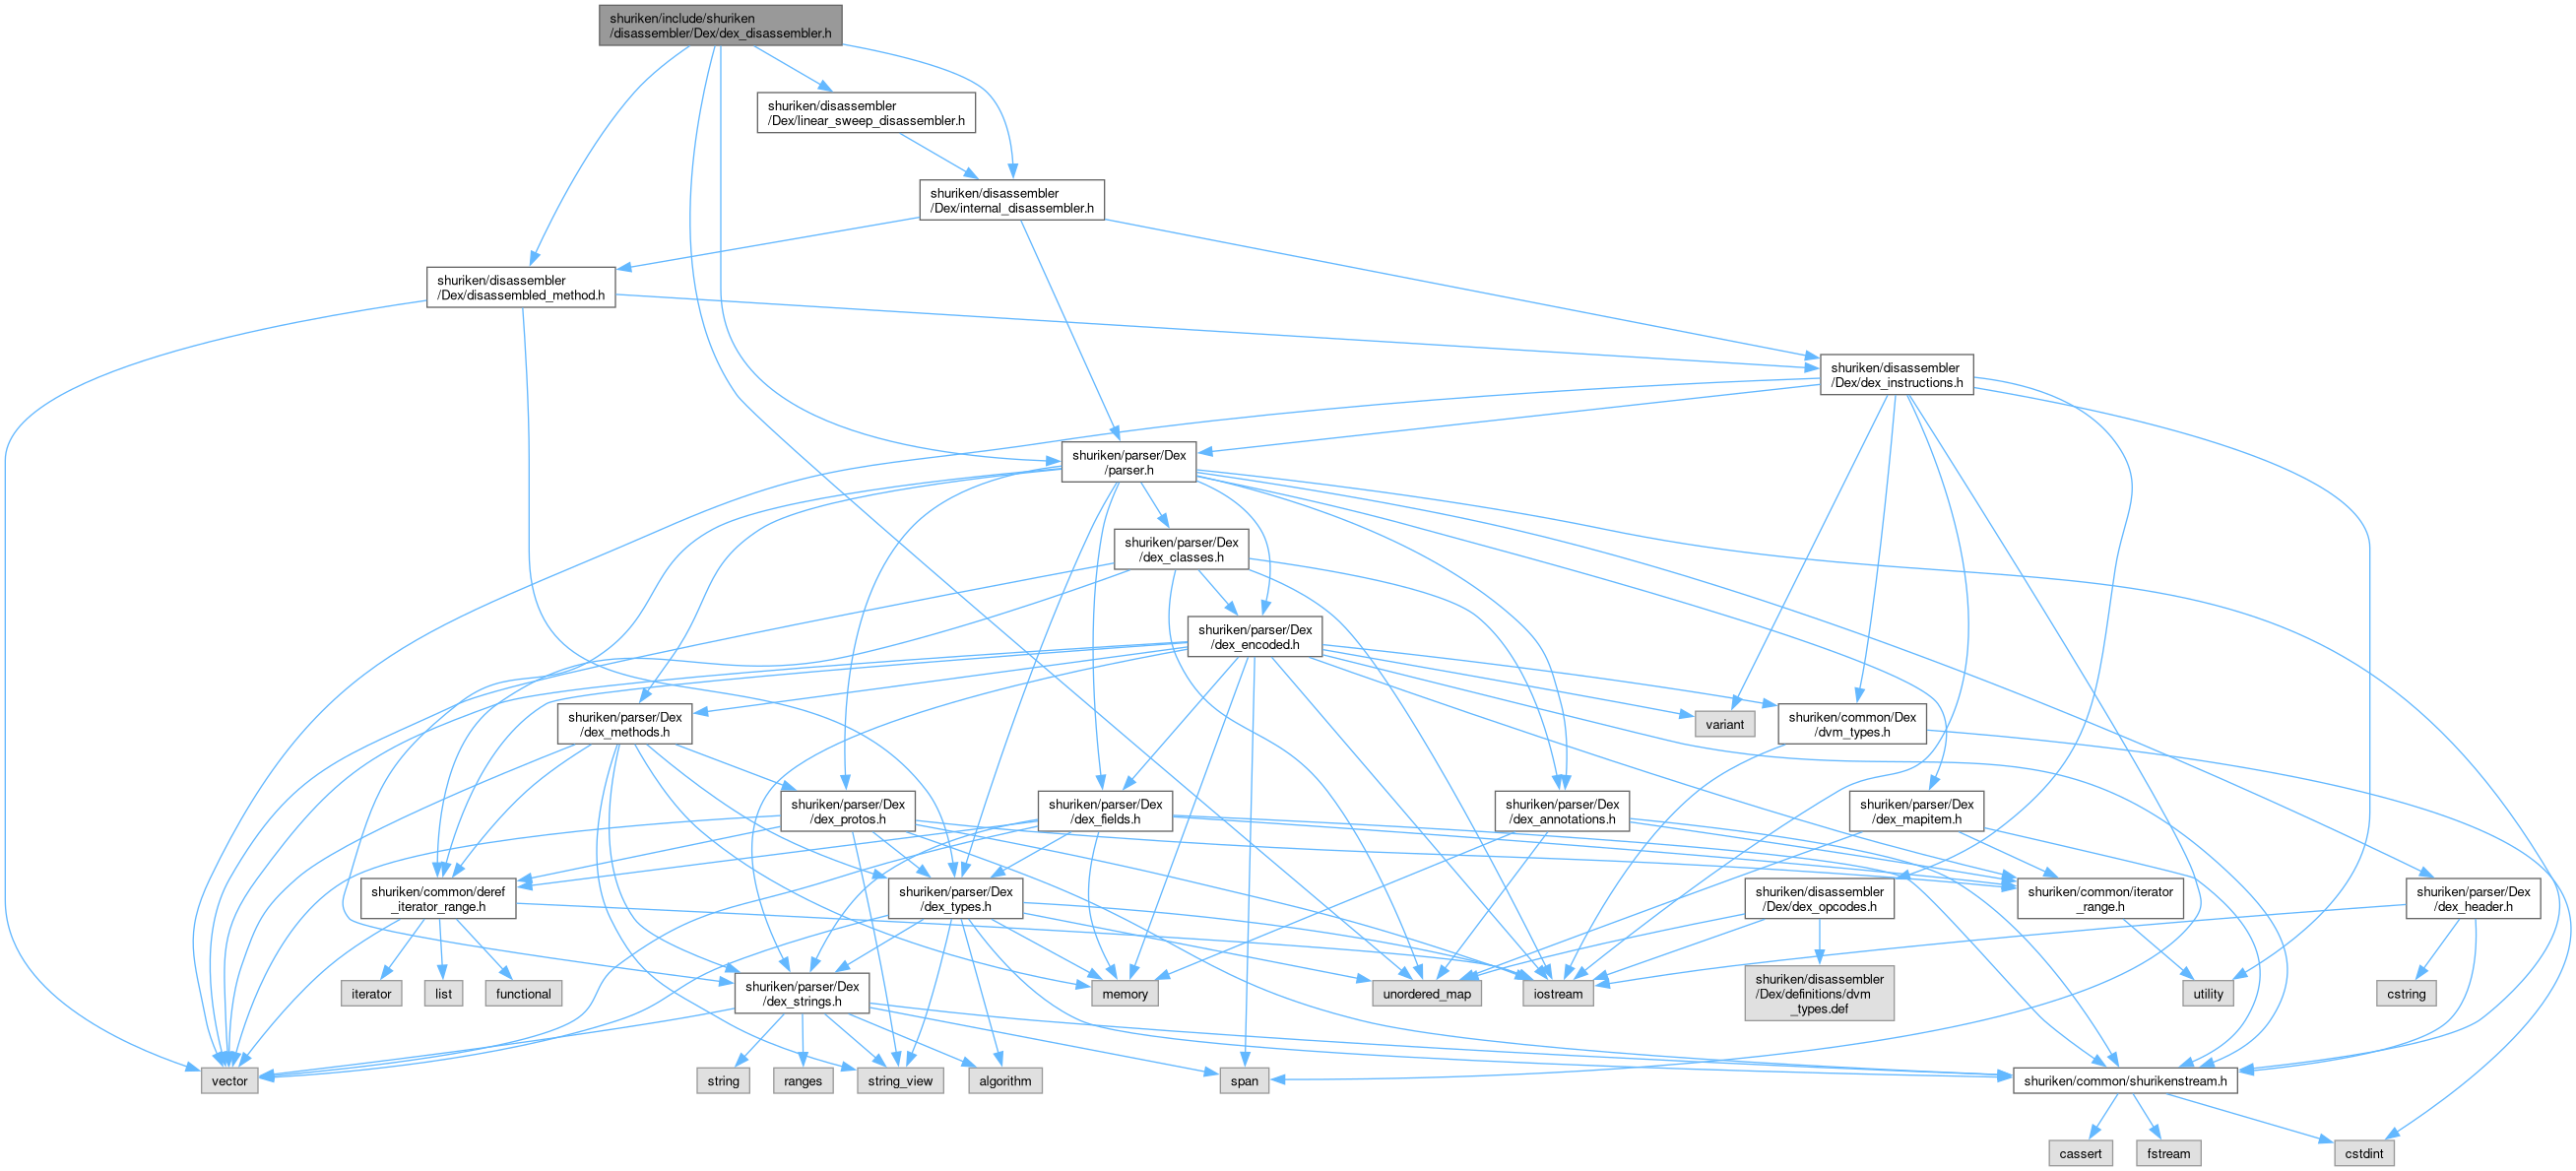 shuriken/include/shuriken
/disassembler/Dex/dex_disassembler.h
shuriken/disassembler
/Dex/linear_sweep_disassembler.h
shuriken/disassembler
/Dex/internal_disassembler.h
shuriken/disassembler
/Dex/disassembled_method.h
shuriken/disassembler
/Dex/dex_instructions.h
shuriken/parser/Dex
/parser.h
shuriken/parser/Dex
/dex_classes.h
shuriken/parser/Dex
/dex_encoded.h
shuriken/parser/Dex
/dex_methods.h
variant
shuriken/common/Dex
/dvm_types.h
shuriken/parser/Dex
/dex_protos.h
shuriken/parser/Dex
/dex_fields.h
shuriken/parser/Dex
/dex_annotations.h
shuriken/parser/Dex
/dex_mapitem.h
shuriken/common/deref
_iterator_range.h
shuriken/parser/Dex
/dex_types.h
shuriken/disassembler
/Dex/dex_opcodes.h
shuriken/common/iterator
_range.h
shuriken/parser/Dex
/dex_header.h
iterator
list
functional
shuriken/parser/Dex
/dex_strings.h
memory
unordered_map
iostream
shuriken/disassembler
/Dex/definitions/dvm
_types.def
utility
cstring
vector
string
ranges
string_view
algorithm
span
shuriken/common/shurikenstream.h
cassert
fstream
cstdint